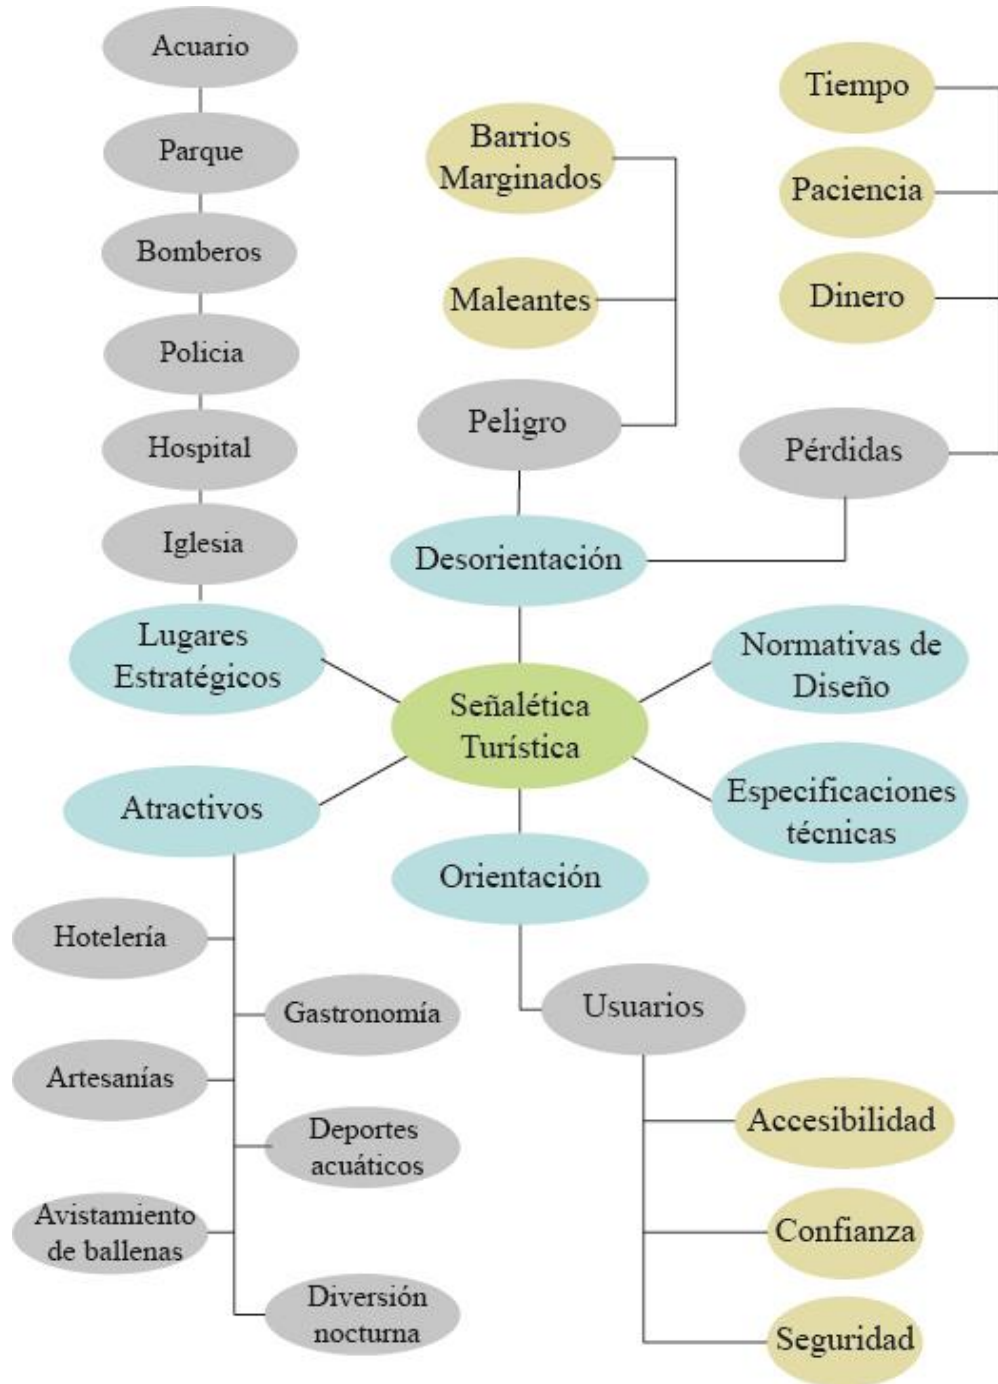 Acuario
Parque
Bomberos
Policia
Hospital
Iglesia
Lugares
Estratégicos
Barrios
Marginados
Maleantes
Peligro
Tiempo
Paciencia
Dinero
Pérdidas
Desorientación
Señalética
Turística
Normativas de
Diseño
Especificaciones
técnicas
Atractivos
Hotelería
Gastronomía
Artesanías
Deportes
acuáticos
Avistamiento
de ballenas
Diversión
nocturna
Orientación
Usuarios
Accesibilidad
Confianza
Seguridad